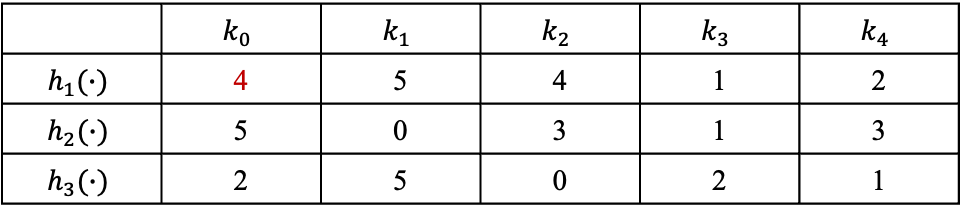 k₀ k₁ k₂ k₃ k₄
h₁(·) 4 5 4 1 2
h₂(·) 5 0 3 1 3
h₃(·) 2 5 0 2 1